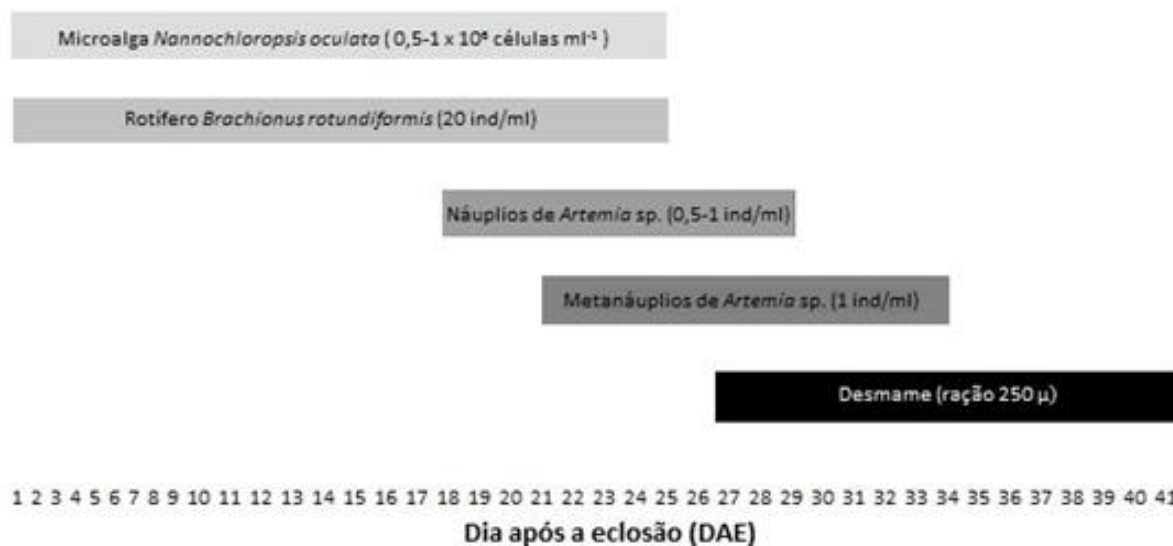 Microalga Nannochloropsis oculata ( 0,5-1 x 10⁶ células ml⁻¹ )
Rotífero Brachionus rotundiformis (20 ind/ml)
Náuplios de Artemia sp. (0,5-1 ind/ml)
Metanáuplios de Artemia sp. (1 ind/ml)
Desmame (ração 250 µ)
1 2 3 4 5 6 7 8 9 10 11 12 13 14 15 16 17 18 19 20 21 22 23 24 25 26 27 28 29 30 31 32 33 34 35 36 37 38 39 40 41
Dia após a eclosão (DAE)